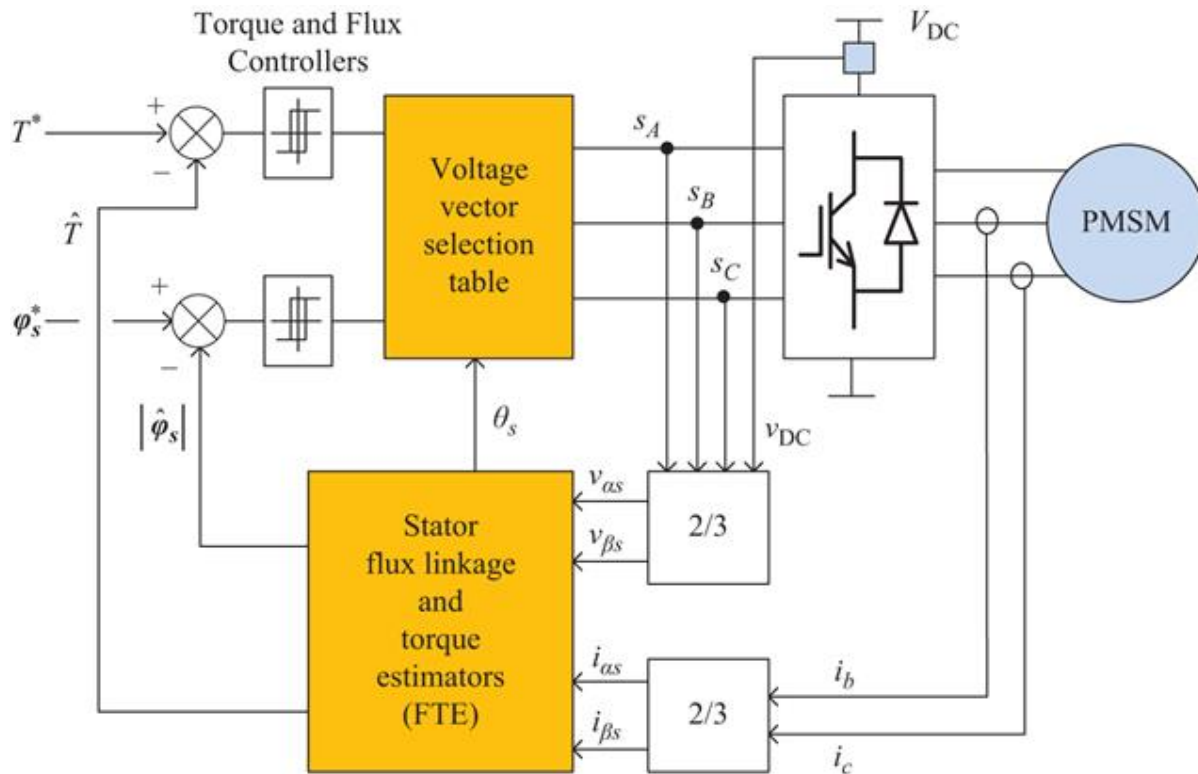 Torque and Flux
Controllers
V_DC
T*
+
−
s_A
Voltage
vector
selection
table
s_B
PMSM
T̂
s_C
φ_s*
+
−
|φ̂_s|
θ_s
v_DC
v_αs
2/3
v_βs
Stator
flux linkage
and
torque
estimators
(FTE)
i_αs
2/3
i_b
i_βs
i_c